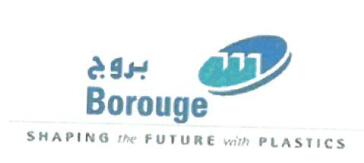 بروج
Borouge
SHAPING the FUTURE with PLASTICS